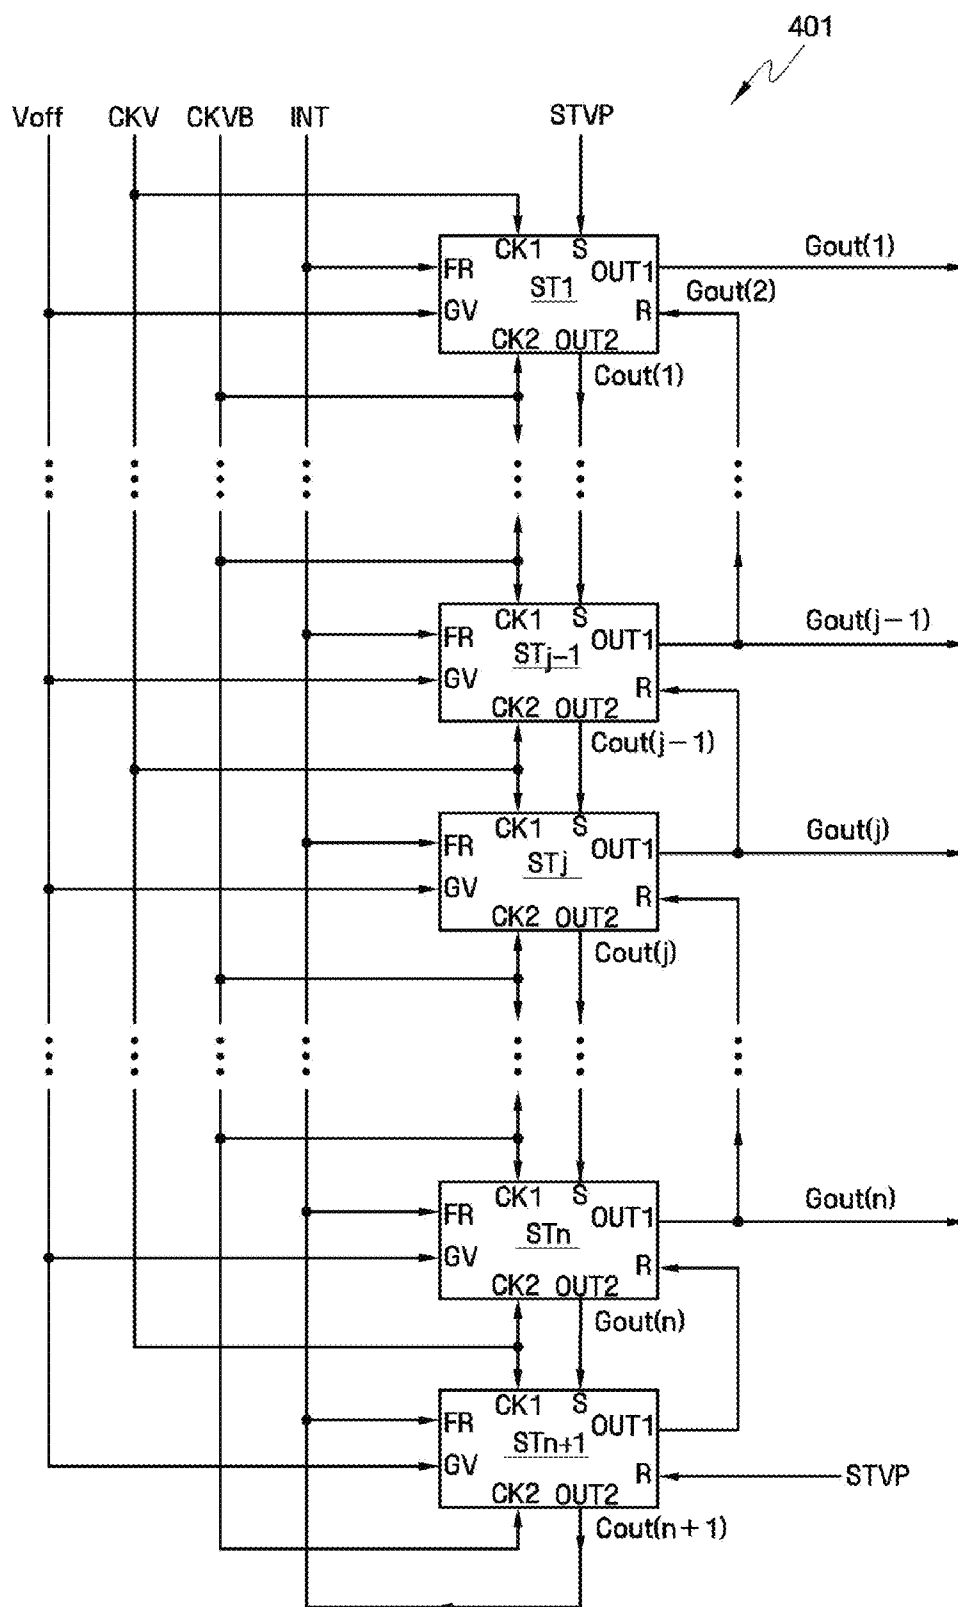 401
Voff CKV CKVB INT STVP
CK1 S
FR OUT1 Gout(1)
ST1 Gout(2)
GV R
CK2 OUT2
Cout(1)
CK1 S
FR OUT1 Gout(j-1)
STj-1
GV R
CK2 OUT2
Cout(j-1)
CK1 S
FR OUT1 Gout(j)
STj
GV R
CK2 OUT2
Cout(j)
CK1 S
FR OUT1 Gout(n)
STn
GV R
CK2 OUT2
Gout(n)
CK1 S
FR OUT1
STn+1
GV R STVP
CK2 OUT2
Cout(n+1)